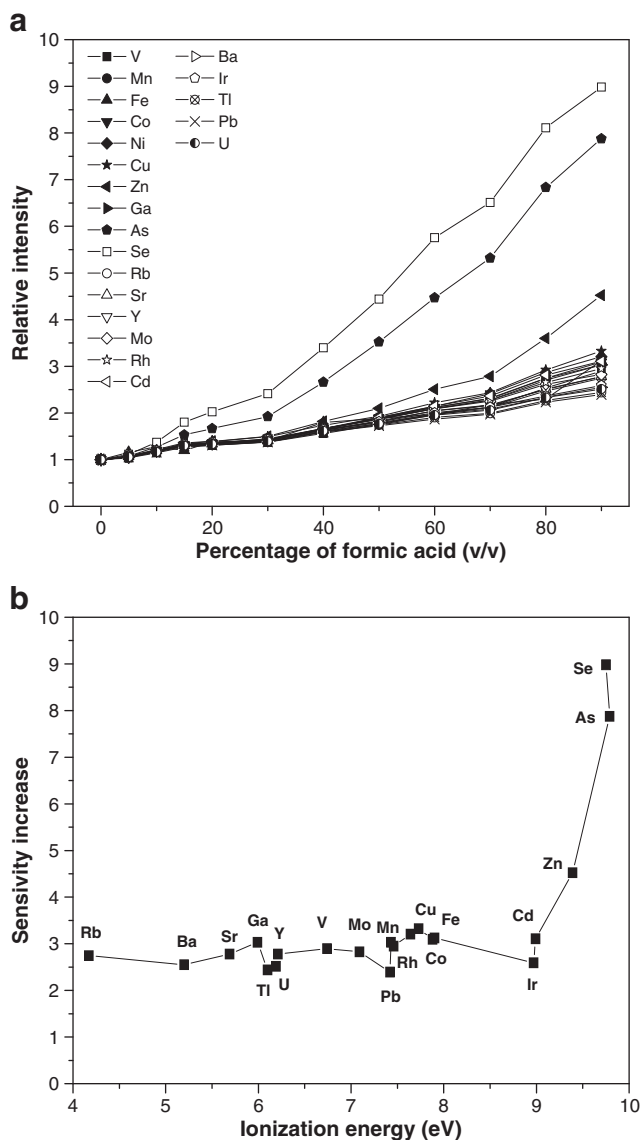 a
10
9
8
7
6
5
4
3
2
1
0
Relative intensity
V
Mn
Fe
Co
Ni
Cu
Zn
Ga
As
Se
Rb
Sr
Y
Mo
Rh
Cd
Ba
Ir
Tl
Pb
U
0 20 40 60 80
Percentage of formic acid (v/v)
b
10
9
8
7
6
5
4
3
2
1
0
Sensivity increase
Se
As
Zn
Rb
Ba
Sr
Ga
Tl
Y
U
V
Mo
Mn
Pb
Rh
Cu
Co
Fe
Cd
Ir
4 5 6 7 8 9 10
Ionization energy (eV)